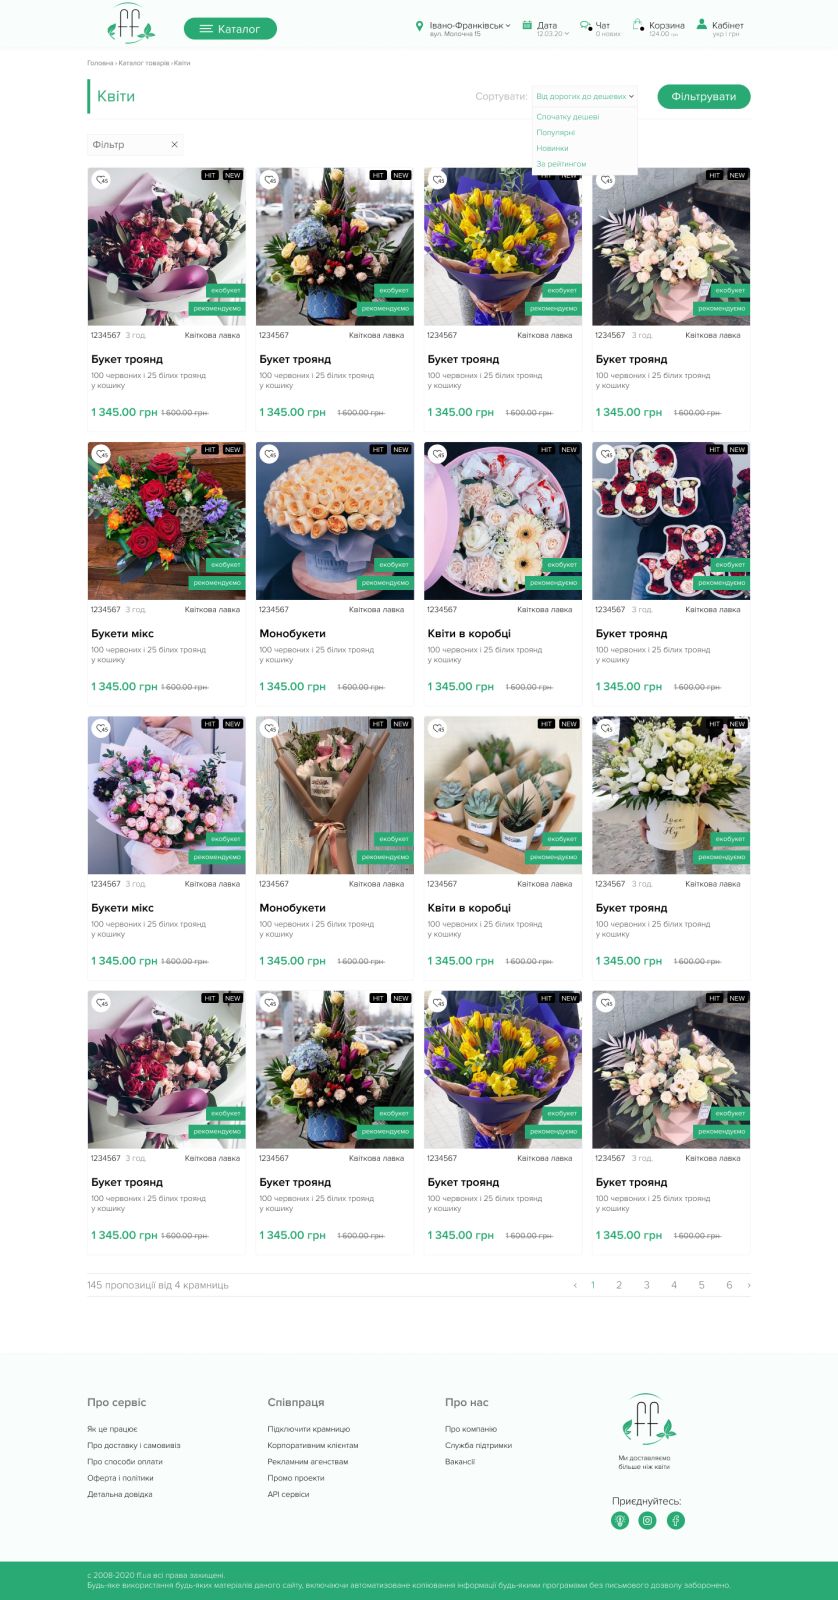 ff
Каталог
Івано-Франківськ
вул. Молочна 15
Дата
12.03.20
Чат
0 нових
Корзина
124.00 грн
Кабінет
укр | грн
Головна › Каталог товарів › Квіти
Квіти
Сортувати:
Від дорогих до дешевих
Фільтрувати
Спочатку дешеві
Популярні
Новинки
За рейтингом
Фільтр
45 HIT NEW
екобукет
рекомендуємо
1234567 3 год. Квіткова лавка
Букет троянд
100 червоних і 25 білих троянд
у кошику
1 345.00 грн 1 600.00 грн
45 HIT NEW
екобукет
рекомендуємо
1234567 Квіткова лавка
Букет троянд
100 червоних і 25 білих троянд
у кошику
1 345.00 грн 1 600.00 грн
45 HIT NEW
екобукет
рекомендуємо
1234567 Квіткова лавка
Букет троянд
100 червоних і 25 білих троянд
у кошику
1 345.00 грн 1 600.00 грн
45 HIT NEW
екобукет
рекомендуємо
1234567 3 год. Квіткова лавка
Букет троянд
100 червоних і 25 білих троянд
у кошику
1 345.00 грн 1 600.00 грн
45 HIT NEW
екобукет
рекомендуємо
1234567 3 год. Квіткова лавка
Букети мікс
100 червоних і 25 білих троянд
у кошику
1 345.00 грн 1 600.00 грн
45 HIT NEW
екобукет
рекомендуємо
1234567 Квіткова лавка
Монобукети
100 червоних і 25 білих троянд
у кошику
1 345.00 грн 1 600.00 грн
45 HIT NEW
екобукет
рекомендуємо
1234567 Квіткова лавка
Квіти в коробці
100 червоних і 25 білих троянд
у кошику
1 345.00 грн 1 600.00 грн
45 HIT NEW
екобукет
рекомендуємо
1234567 3 год. Квіткова лавка
Букет троянд
100 червоних і 25 білих троянд
у кошику
1 345.00 грн 1 600.00 грн
45 HIT NEW
екобукет
рекомендуємо
1234567 3 год. Квіткова лавка
Букети мікс
100 червоних і 25 білих троянд
у кошику
1 345.00 грн 1 600.00 грн
45 HIT NEW
екобукет
рекомендуємо
1234567 Квіткова лавка
Монобукети
100 червоних і 25 білих троянд
у кошику
1 345.00 грн 1 600.00 грн
45 HIT NEW
екобукет
рекомендуємо
1234567 Квіткова лавка
Квіти в коробці
100 червоних і 25 білих троянд
у кошику
1 345.00 грн 1 600.00 грн
45 HIT NEW
Love
екобукет
рекомендуємо
1234567 3 год. Квіткова лавка
Букет троянд
100 червоних і 25 білих троянд
у кошику
1 345.00 грн 1 600.00 грн
45 HIT NEW
екобукет
рекомендуємо
1234567 3 год. Квіткова лавка
Букет троянд
100 червоних і 25 білих троянд
у кошику
1 345.00 грн 1 600.00 грн
45 HIT NEW
екобукет
рекомендуємо
1234567 Квіткова лавка
Букет троянд
100 червоних і 25 білих троянд
у кошику
1 345.00 грн 1 600.00 грн
45 HIT NEW
екобукет
рекомендуємо
1234567 Квіткова лавка
Букет троянд
100 червоних і 25 білих троянд
у кошику
1 345.00 грн 1 600.00 грн
45 HIT NEW
екобукет
рекомендуємо
1234567 3 год. Квіткова лавка
Букет троянд
100 червоних і 25 білих троянд
у кошику
1 345.00 грн 1 600.00 грн
145 пропозиції від 4 крамниць
‹ 1 2 3 4 5 6 ›
Про сервіс
Як це працює
Про доставку і самовивіз
Про способи оплати
Оферта і політики
Детальна довідка
Співпраця
Підключити крамницю
Корпоративним клієнтам
Рекламним агенствам
Промо проекти
API сервіси
Про нас
Про компанію
Служба підтримки
Вакансії
ff
Ми доставляємо
більше ніж квіти
Приєднуйтесь:
с 2008-2020 ff.ua всі права захищені.
Будь-яке використання будь-яких матеріалів даного сайту, включаючи автоматизоване копіювання інформації будь-якими програмами без письмового дозволу заборонено.